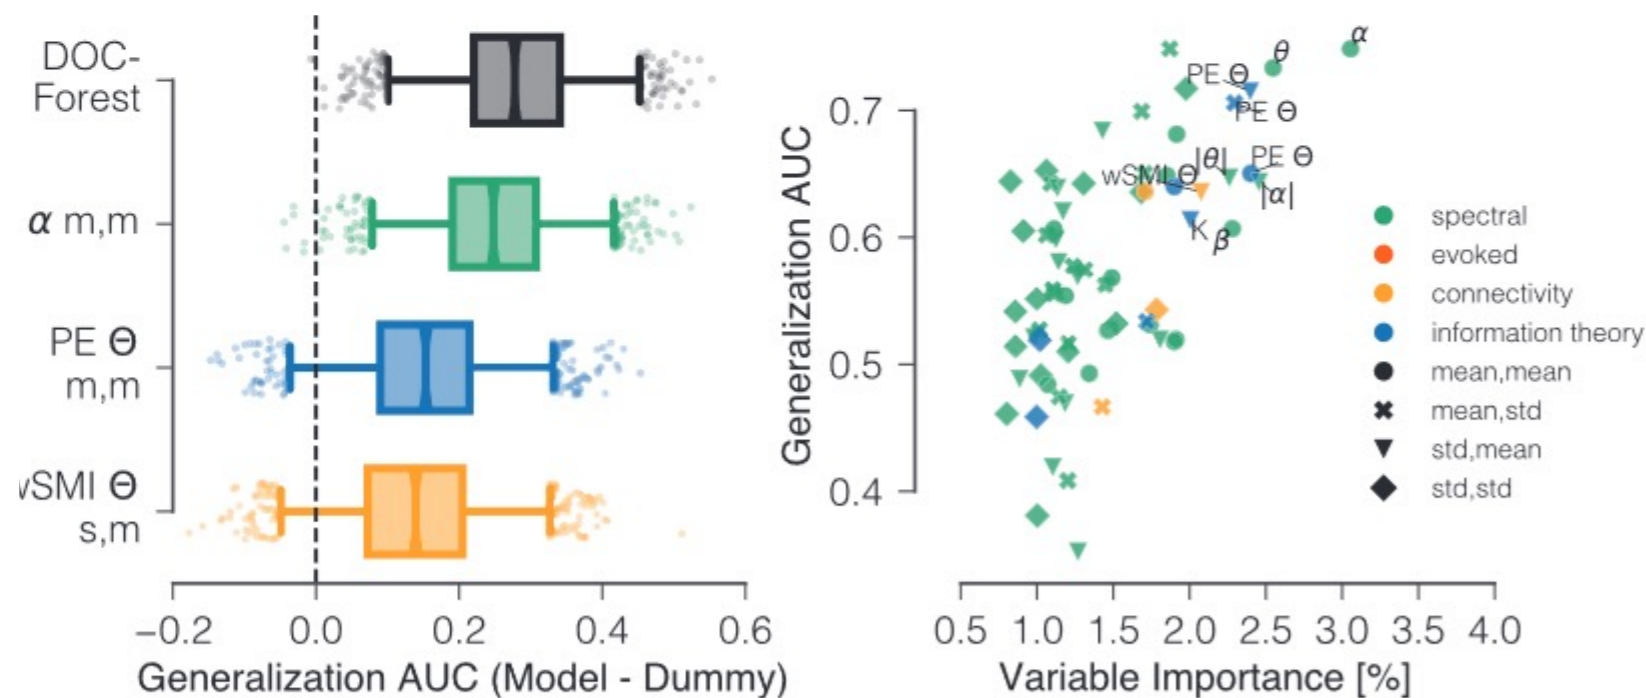 DOC-
Forest
α m,m
PE Θ
m,m
wSMI Θ
s,m
−0.2
0.0
0.2
0.4
0.6
Generalization AUC (Model - Dummy)
Generalization AUC
0.7
0.6
0.5
0.4
α
θ
PE Θ
PE Θ
|θ|
PE Θ
wSMI Θ
|α|
K
β
spectral
evoked
connectivity
information theory
mean,mean
mean,std
std,mean
std,std
0.5
1.0
1.5
2.0
2.5
3.0
3.5
4.0
Variable Importance [%]